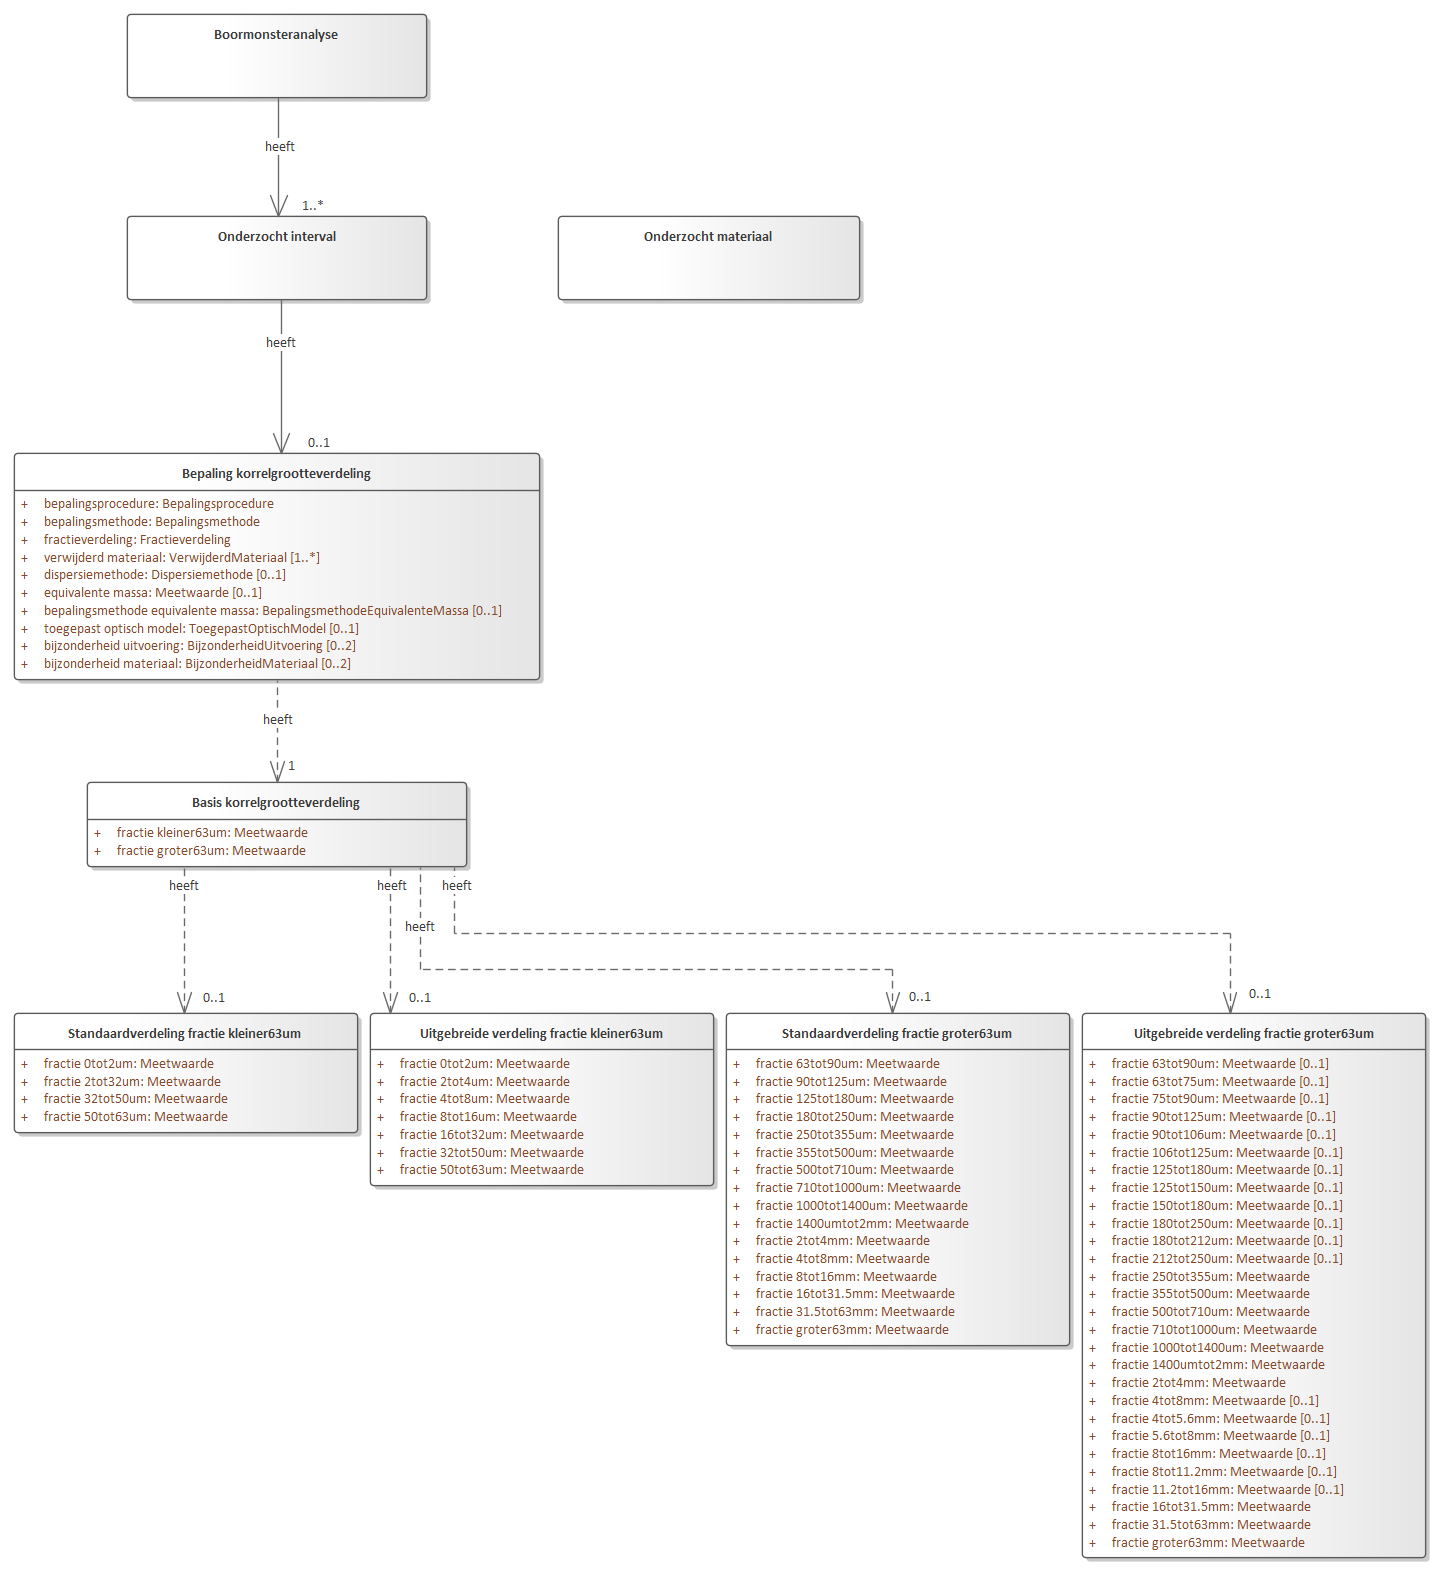 Boormonsteranalyse
heeft
1..*
Onderzocht interval
Onderzocht materiaal
heeft
0..1
Bepaling korrelgrootteverdeling
+ bepalingsprocedure: Bepalingsprocedure
+ bepalingsmethode: Bepalingsmethode
+ fractieverdeling: Fractieverdeling
+ verwijderd materiaal: VerwijderdMateriaal [1..*]
+ dispersiemethode: Dispersiemethode [0..1]
+ equivalente massa: Meetwaarde [0..1]
+ bepalingsmethode equivalente massa: BepalingsmethodeEquivalenteMassa [0..1]
+ toegepast optisch model: ToegepastOptischModel [0..1]
+ bijzonderheid uitvoering: BijzonderheidUitvoering [0..2]
+ bijzonderheid materiaal: BijzonderheidMateriaal [0..2]
heeft
1
Basis korrelgrootteverdeling
+ fractie kleiner63um: Meetwaarde
+ fractie groter63um: Meetwaarde
heeft
heeft
heeft
heeft
0..1
0..1
0..1
0..1
Standaardverdeling fractie kleiner63um
+ fractie 0tot2um: Meetwaarde
+ fractie 2tot32um: Meetwaarde
+ fractie 32tot50um: Meetwaarde
+ fractie 50tot63um: Meetwaarde
Uitgebreide verdeling fractie kleiner63um
+ fractie 0tot2um: Meetwaarde
+ fractie 2tot4um: Meetwaarde
+ fractie 4tot8um: Meetwaarde
+ fractie 8tot16um: Meetwaarde
+ fractie 16tot32um: Meetwaarde
+ fractie 32tot50um: Meetwaarde
+ fractie 50tot63um: Meetwaarde
Standaardverdeling fractie groter63um
+ fractie 63tot90um: Meetwaarde
+ fractie 90tot125um: Meetwaarde
+ fractie 125tot180um: Meetwaarde
+ fractie 180tot250um: Meetwaarde
+ fractie 250tot355um: Meetwaarde
+ fractie 355tot500um: Meetwaarde
+ fractie 500tot710um: Meetwaarde
+ fractie 710tot1000um: Meetwaarde
+ fractie 1000tot1400um: Meetwaarde
+ fractie 1400umtot2mm: Meetwaarde
+ fractie 2tot4mm: Meetwaarde
+ fractie 4tot8mm: Meetwaarde
+ fractie 8tot16mm: Meetwaarde
+ fractie 16tot31.5mm: Meetwaarde
+ fractie 31.5tot63mm: Meetwaarde
+ fractie groter63mm: Meetwaarde
Uitgebreide verdeling fractie groter63um
+ fractie 63tot90um: Meetwaarde [0..1]
+ fractie 63tot75um: Meetwaarde [0..1]
+ fractie 75tot90um: Meetwaarde [0..1]
+ fractie 90tot125um: Meetwaarde [0..1]
+ fractie 90tot106um: Meetwaarde [0..1]
+ fractie 106tot125um: Meetwaarde [0..1]
+ fractie 125tot180um: Meetwaarde [0..1]
+ fractie 125tot150um: Meetwaarde [0..1]
+ fractie 150tot180um: Meetwaarde [0..1]
+ fractie 180tot250um: Meetwaarde [0..1]
+ fractie 180tot212um: Meetwaarde [0..1]
+ fractie 212tot250um: Meetwaarde [0..1]
+ fractie 250tot355um: Meetwaarde
+ fractie 355tot500um: Meetwaarde
+ fractie 500tot710um: Meetwaarde
+ fractie 710tot1000um: Meetwaarde
+ fractie 1000tot1400um: Meetwaarde
+ fractie 1400umtot2mm: Meetwaarde
+ fractie 2tot4mm: Meetwaarde
+ fractie 4tot8mm: Meetwaarde [0..1]
+ fractie 4tot5.6mm: Meetwaarde [0..1]
+ fractie 5.6tot8mm: Meetwaarde [0..1]
+ fractie 8tot16mm: Meetwaarde [0..1]
+ fractie 8tot11.2mm: Meetwaarde [0..1]
+ fractie 11.2tot16mm: Meetwaarde [0..1]
+ fractie 16tot31.5mm: Meetwaarde
+ fractie 31.5tot63mm: Meetwaarde
+ fractie groter63mm: Meetwaarde